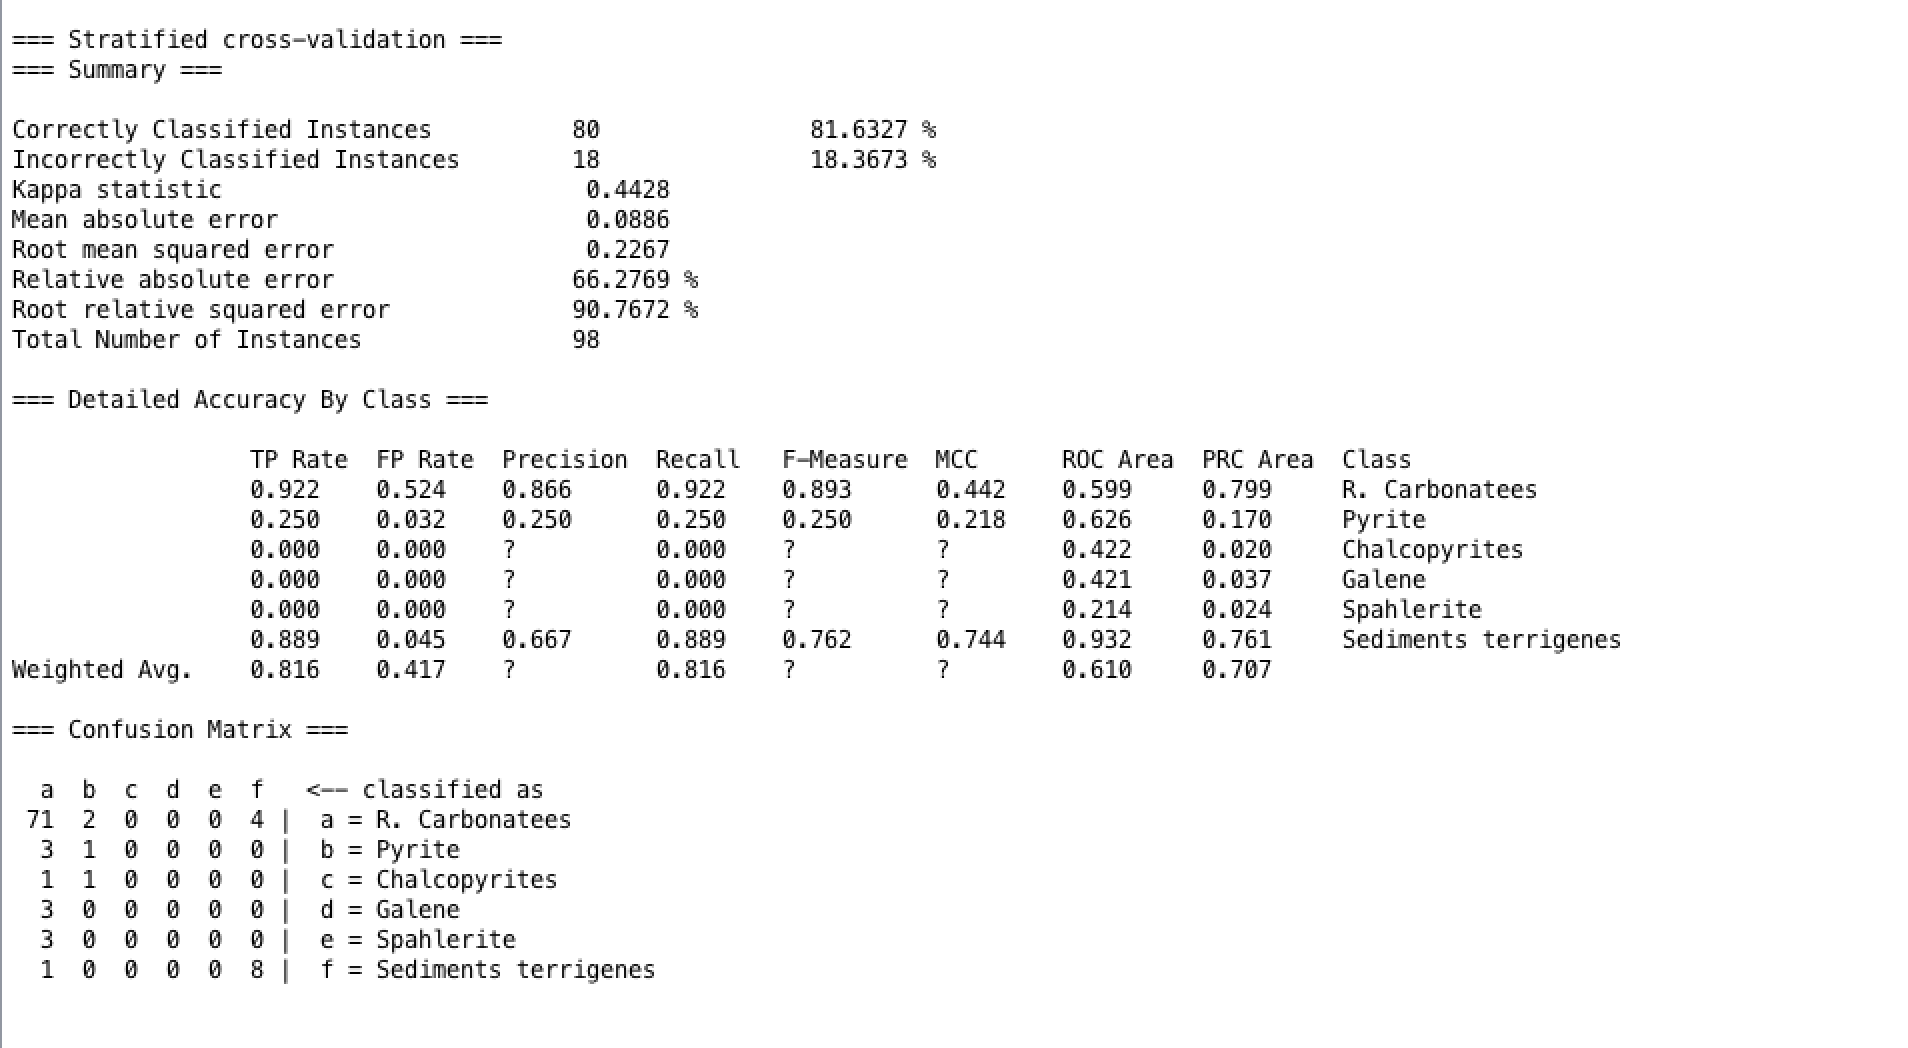 === Stratified cross-validation ===
=== Summary ===
Correctly Classified Instances 80 81.6327 %
Incorrectly Classified Instances 18 18.3673 %
Kappa statistic 0.4428
Mean absolute error 0.0886
Root mean squared error 0.2267
Relative absolute error 66.2769 %
Root relative squared error 90.7672 %
Total Number of Instances 98
=== Detailed Accuracy By Class ===
TP Rate FP Rate Precision Recall F-Measure MCC ROC Area PRC Area Class
0.922 0.524 0.866 0.922 0.893 0.442 0.599 0.799 R. Carbonatees
0.250 0.032 0.250 0.250 0.250 0.218 0.626 0.170 Pyrite
0.000 0.000 ? 0.000 ? ? 0.422 0.020 Chalcopyrites
0.000 0.000 ? 0.000 ? ? 0.421 0.037 Galene
0.000 0.000 ? 0.000 ? ? 0.214 0.024 Spahlerite
0.889 0.045 0.667 0.889 0.762 0.744 0.932 0.761 Sediments terrigenes
Weighted Avg. 0.816 0.417 ? 0.816 ? ? 0.610 0.707
=== Confusion Matrix ===
a b c d e f <-- classified as
71 2 0 0 0 4 | a = R. Carbonatees
3 1 0 0 0 0 | b = Pyrite
1 1 0 0 0 0 | c = Chalcopyrites
3 0 0 0 0 0 | d = Galene
3 0 0 0 0 0 | e = Spahlerite
1 0 0 0 0 8 | f = Sediments terrigenes